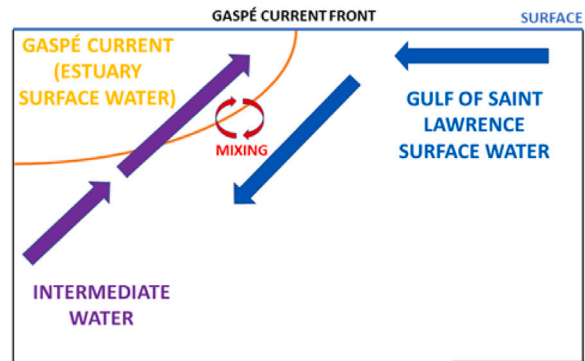 GASPÉ CURRENT FRONT
SURFACE
GASPÉ CURRENT
(ESTUARY
SURFACE WATER)
GULF OF SAINT
LAWRENCE
SURFACE WATER
MIXING
INTERMEDIATE
WATER